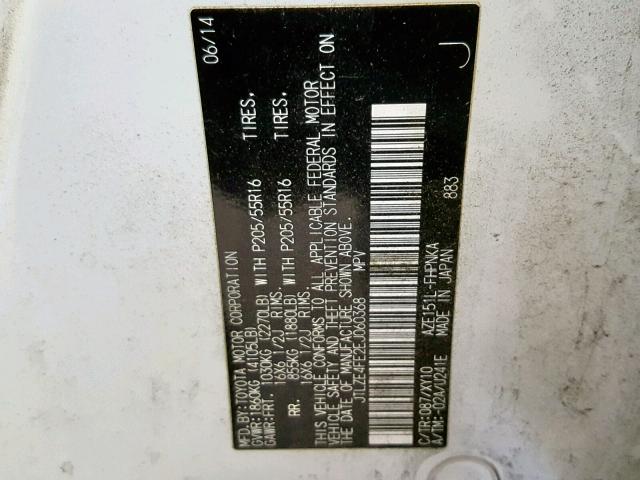 MFD.BY:TOYOTA MOTOR CORPORATION 06/14
GVWR:1860KG (4105LB)
GAWR:FRT. 1030KG (2270LB) WITH P205/55R16 TIRES,
16X6 1/2J RIMS.
RR. 855KG (1880LB) WITH P205/55R16 TIRES,
16X6 1/2J RIMS.
THIS VEHICLE CONFORMS TO ALL APPLICABLE FEDERAL MOTOR
VEHICLE SAFETY AND THEFT PREVENTION STANDARDS IN EFFECT ON
THE DATE OF MANUFACTURE SHOWN ABOVE.
JTLZE4FE2EJ060368 MPV
C/TR:087/XY10 AZE151L-FHPNKA
A/TM:-02A/U241E MADE IN JAPAN 883
J